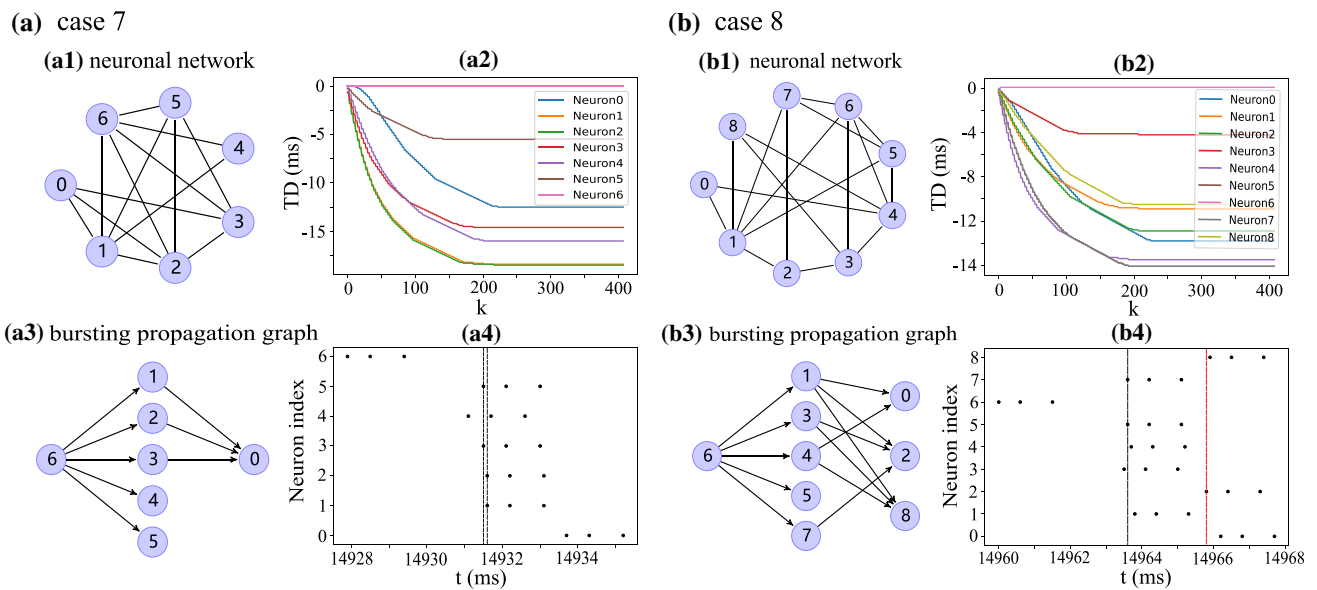 (a) case 7
(a1) neuronal network
5
6
4
0
3
1
2
(a2)
0
-5
-10
-15
TD (ms)
Neuron0
Neuron1
Neuron2
Neuron3
Neuron4
Neuron5
Neuron6
0 100 200 300 400
k
(a3) bursting propagation graph
1
2
6 3 0
4
5
(a4)
6
5
4
3
2
1
0
Neuron index
14928 14930 14932 14934
t (ms)
(b) case 8
(b1) neuronal network
7
6
8
5
0
4
1
3
2
(b2)
0
-4
-8
-12
-14
TD (ms)
Neuron0
Neuron1
Neuron2
Neuron3
Neuron4
Neuron5
Neuron6
Neuron7
Neuron8
0 100 200 300 400
k
(b3) bursting propagation graph
1
0
3
6 4 2
5
8
7
(b4)
8
7
6
5
4
3
2
1
0
Neuron index
14960 14962 14964 14966 14968
t (ms)